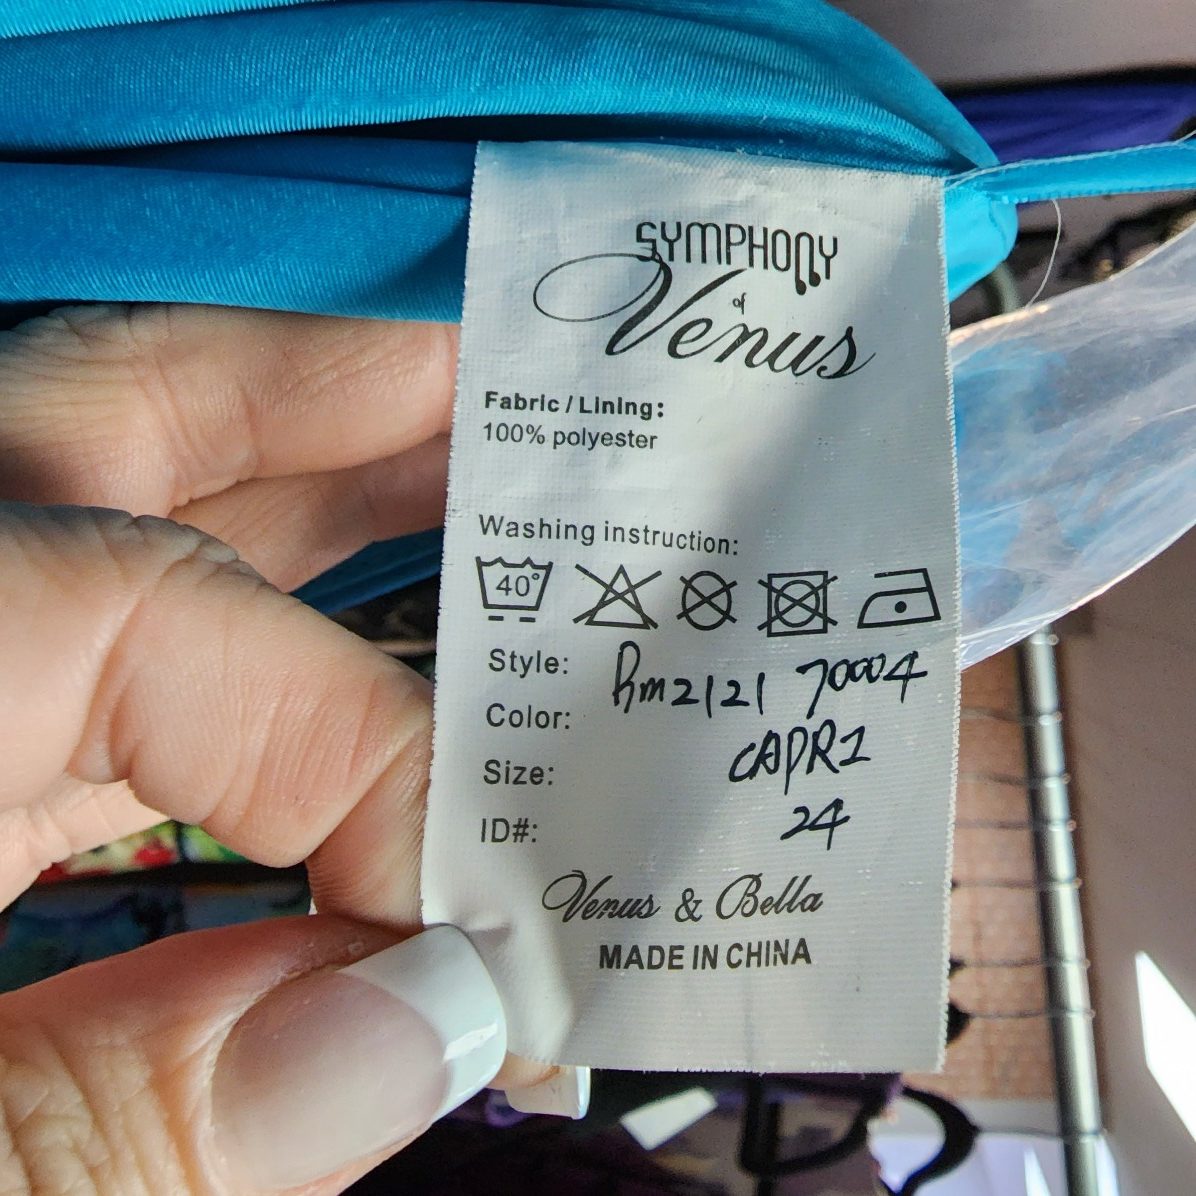 SYMPHONY
of
Venus
Fabric / Lining:
100% polyester
Washing instruction:
40°
Style: Rm2121 70004
Color: CAPRI
Size: 24
ID#:
Venus & Bella
MADE IN CHINA